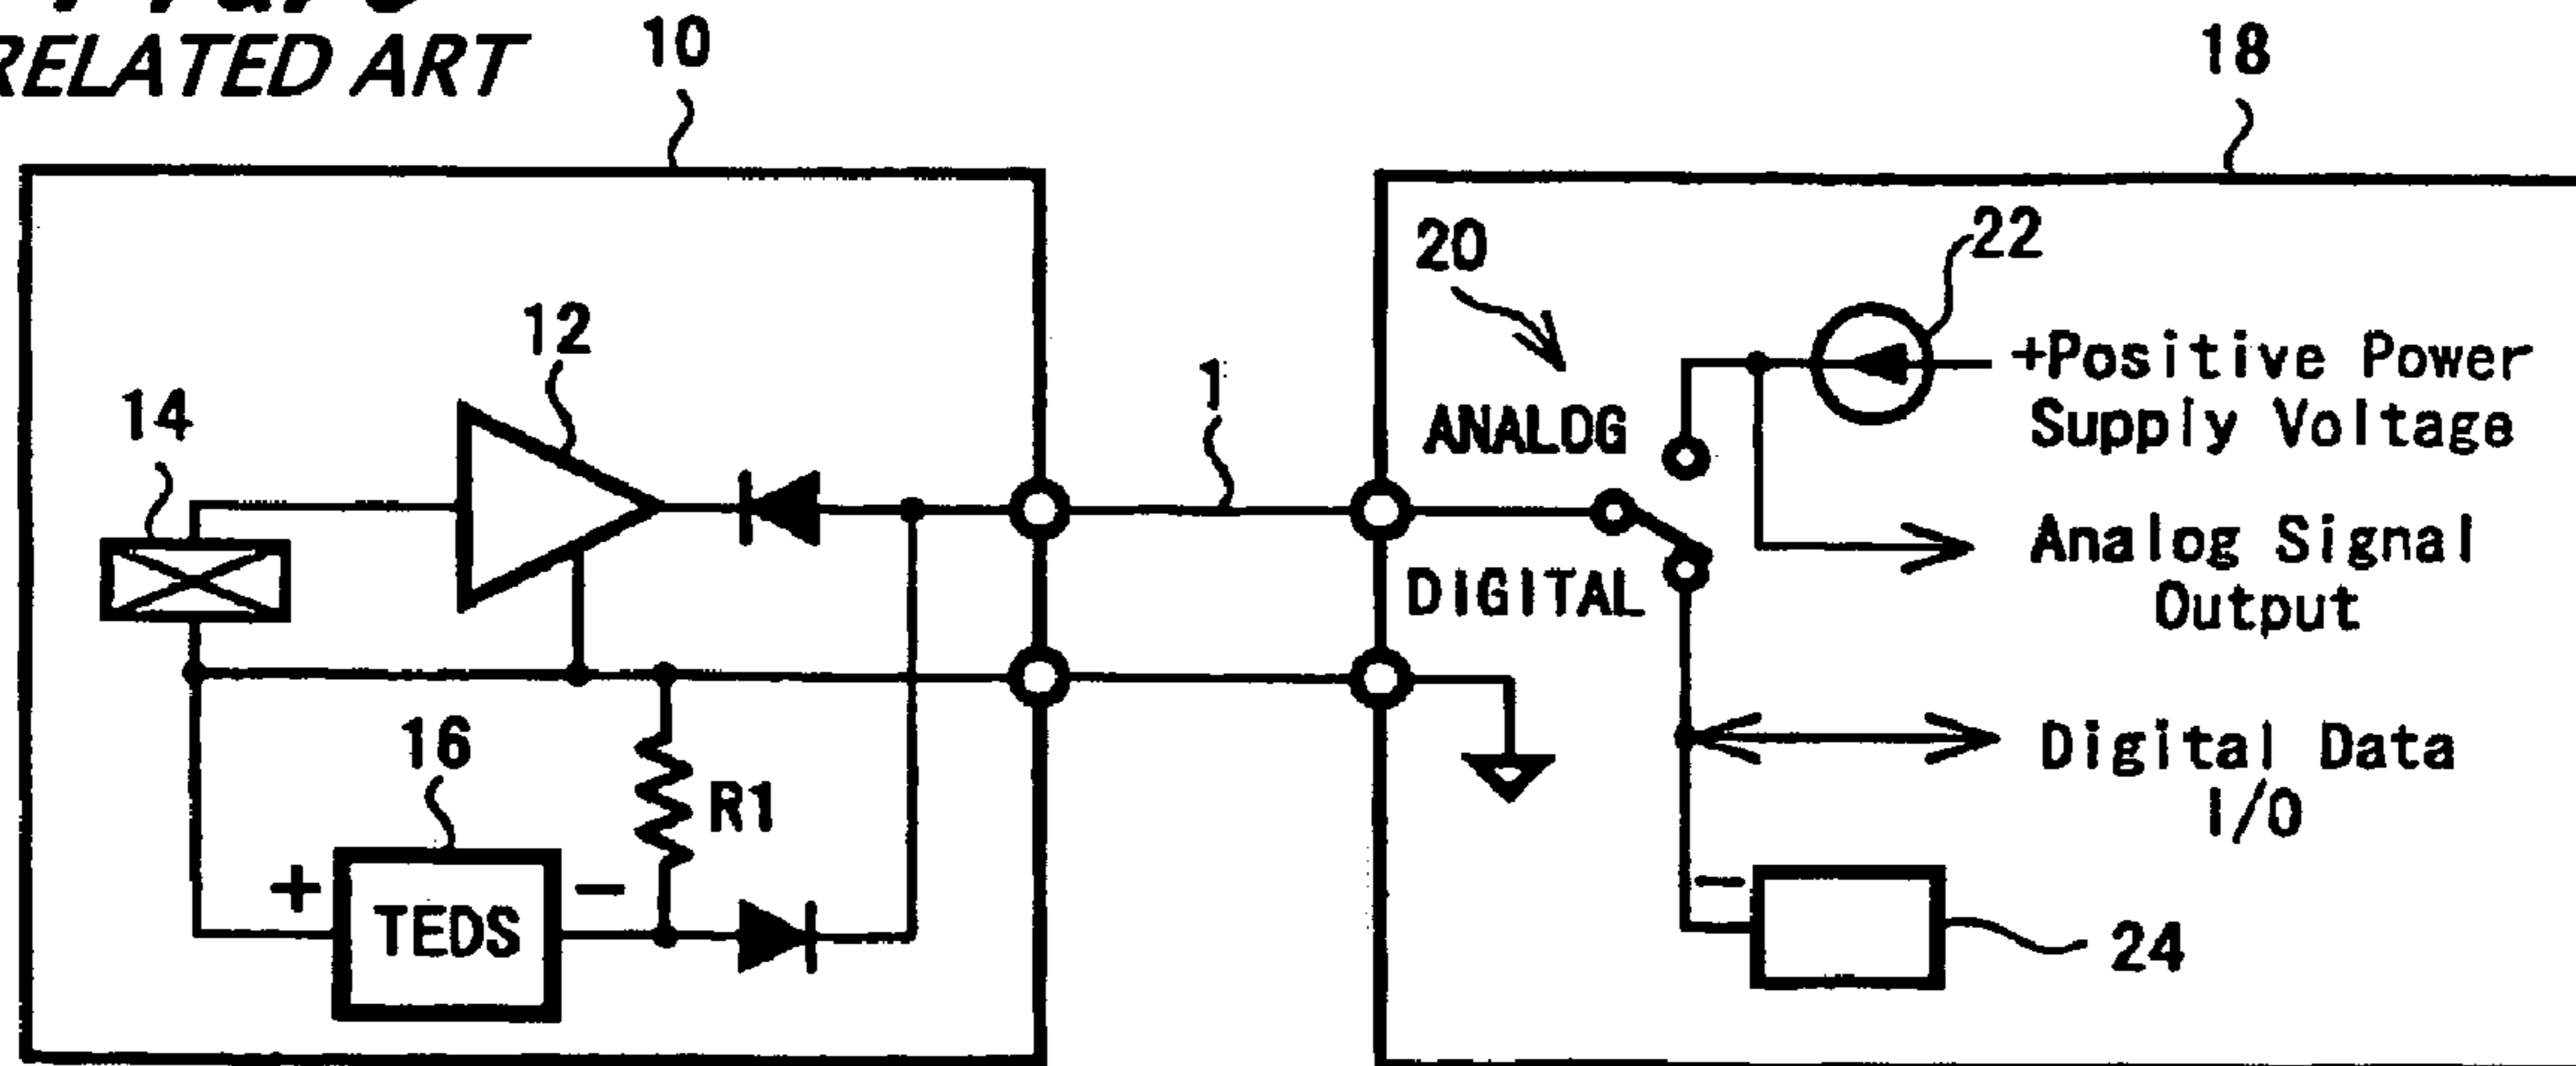 RELATED ART
10
18
20
22
12
14
1
+Positive Power
Supply Voltage
ANALOG
Analog Signal
Output
DIGITAL
16
R1
Digital Data
I/O
+
−
TEDS
−
24